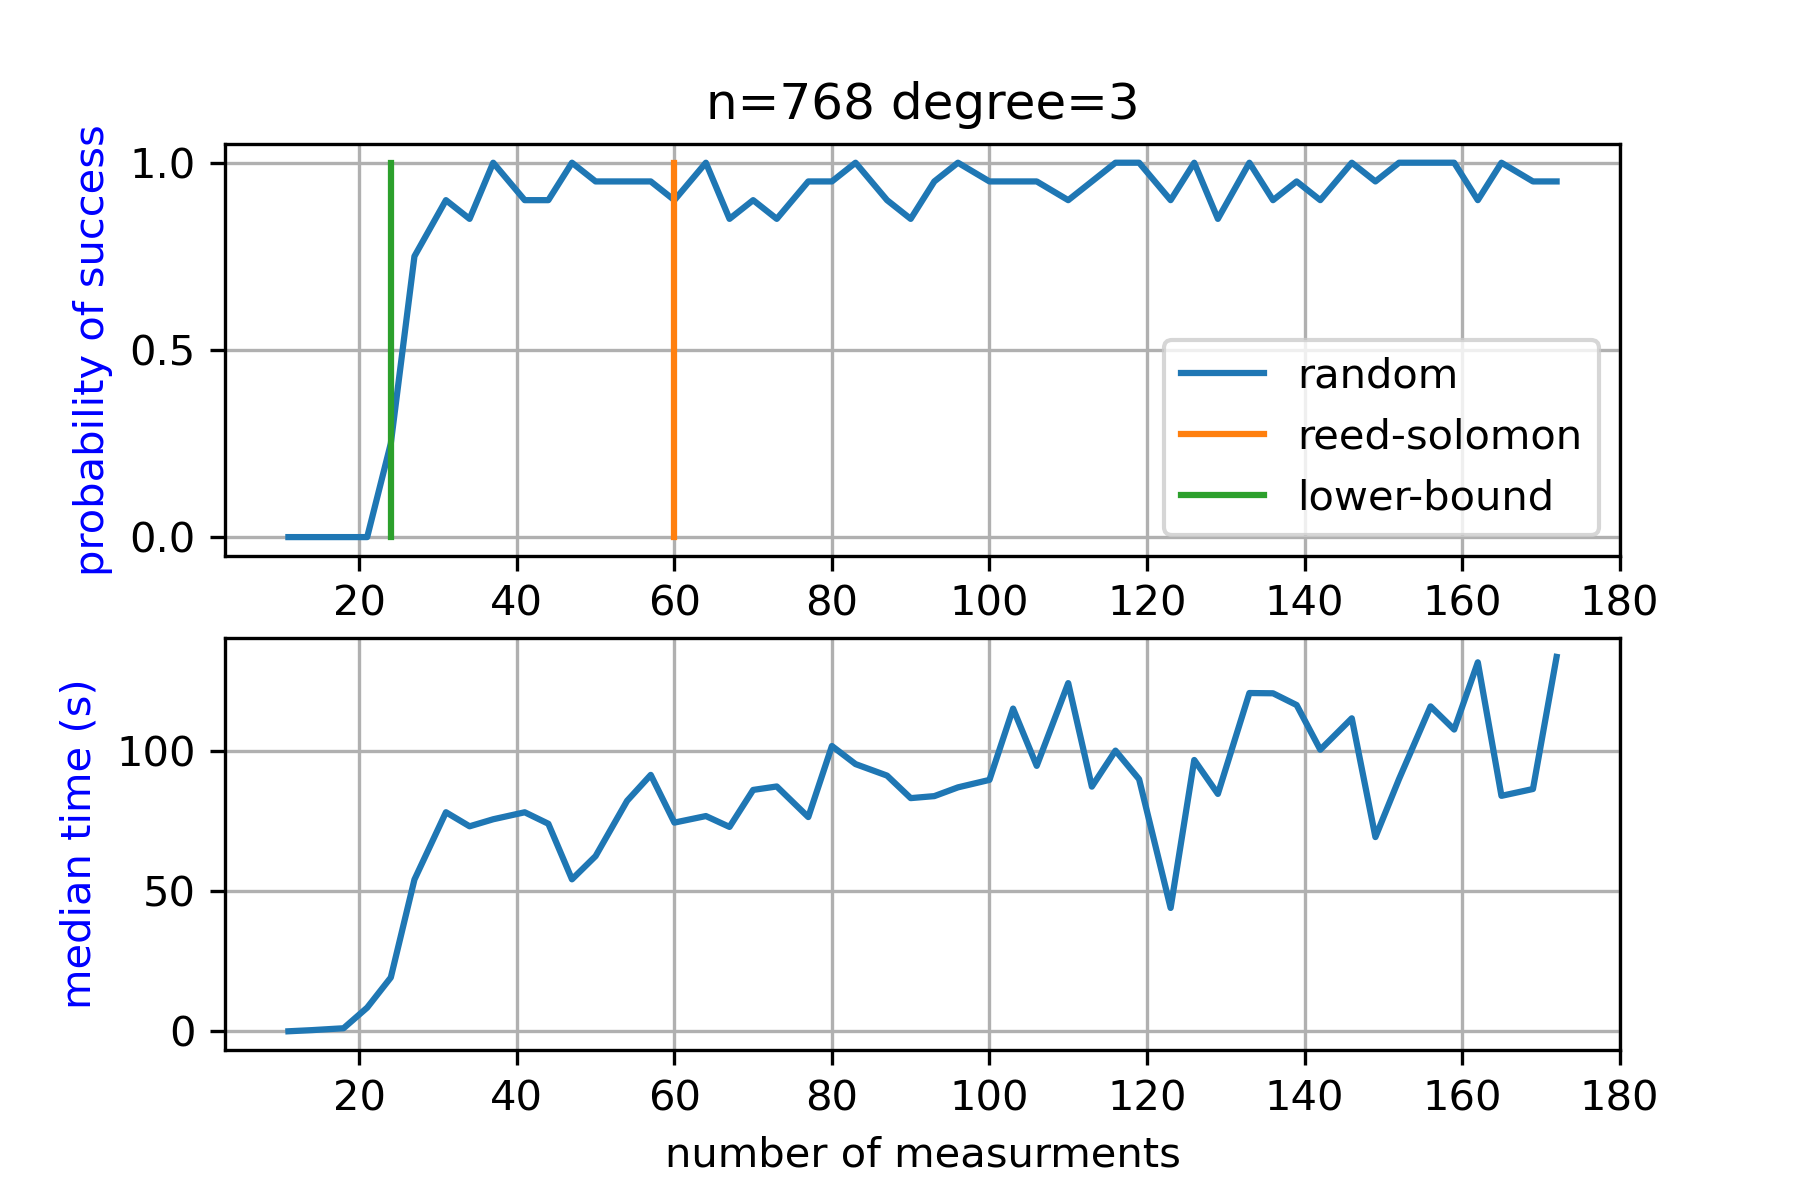 n=768 degree=3
probability of success
1.0
0.5
0.0
random
reed-solomon
lower-bound
20 40 60 80 100 120 140 160 180
median time (s)
100
50
0
20 40 60 80 100 120 140 160 180
number of measurments